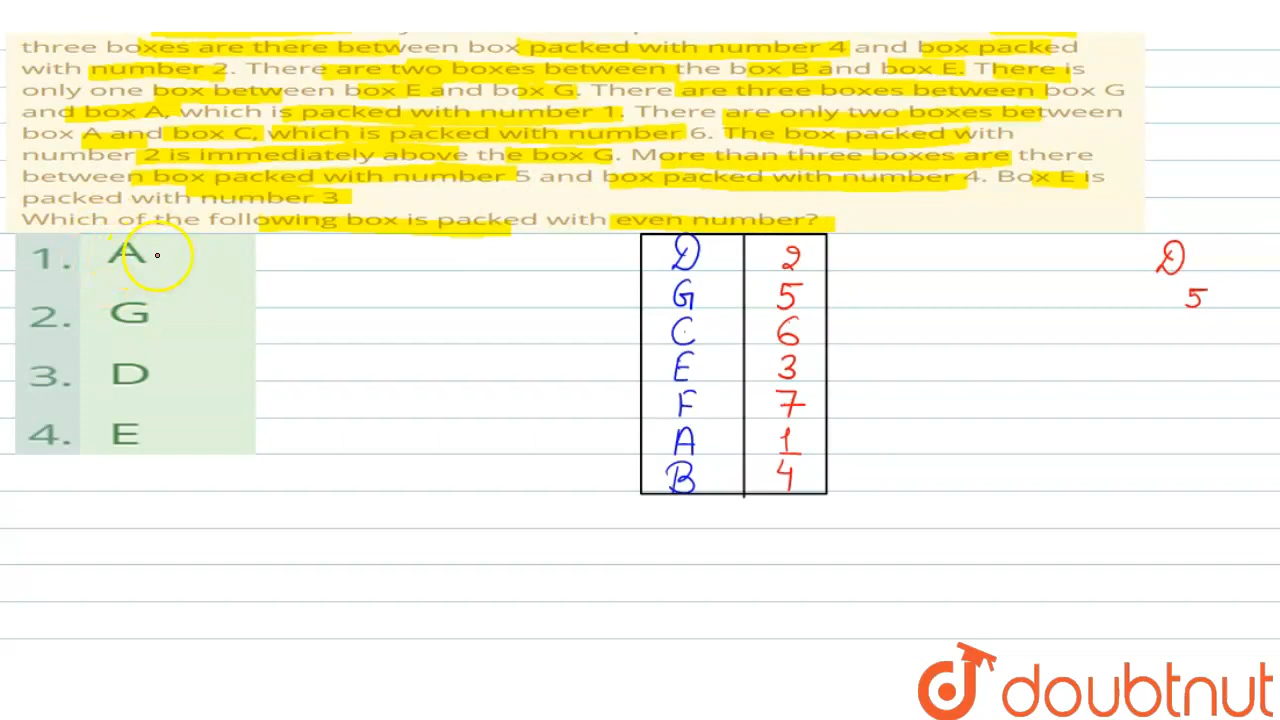 three boxes are there between box packed with number 4 and box packed
with number 2. There are two boxes between the box B and box E. There is
only one box between box E and box G. There are three boxes between box G
and box A, which is packed with number 1. There are only two boxes between
box A and box C, which is packed with number 6. The box packed with
number 2 is immediately above the box G. More than three boxes are there
between box packed with number 5 and box packed with number 4. Box E is
packed with number 3
Which of the following box is packed with even number?
1. A
2. G
3. D
4. E
D 2
G 5
C 6
E 3
F 7
A 1
B 4
D
5
doubtnut